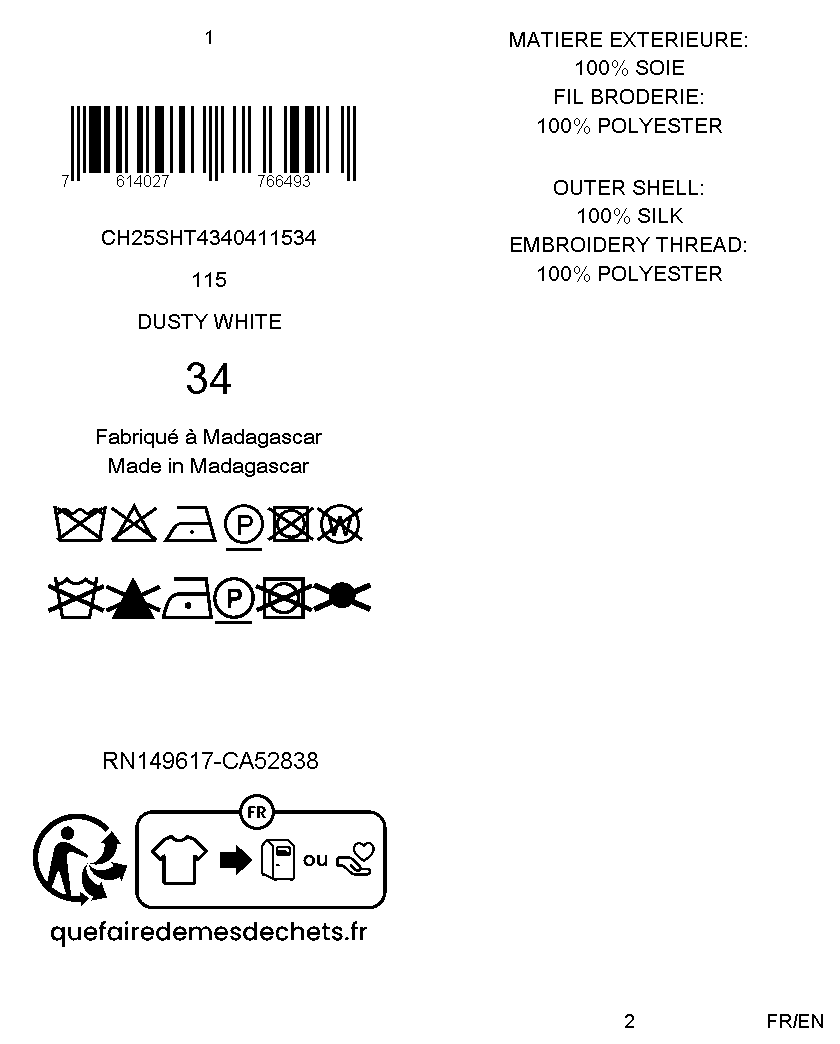 1
7 614027 766493
CH25SHT4340411534
115
DUSTY WHITE
34
Fabriqué à Madagascar
Made in Madagascar
P W
P
RN149617-CA52838
FR
ou
quefairedemesdechets.fr
MATIERE EXTERIEURE:
100% SOIE
FIL BRODERIE:
100% POLYESTER
OUTER SHELL:
100% SILK
EMBROIDERY THREAD:
100% POLYESTER
2
FR/EN